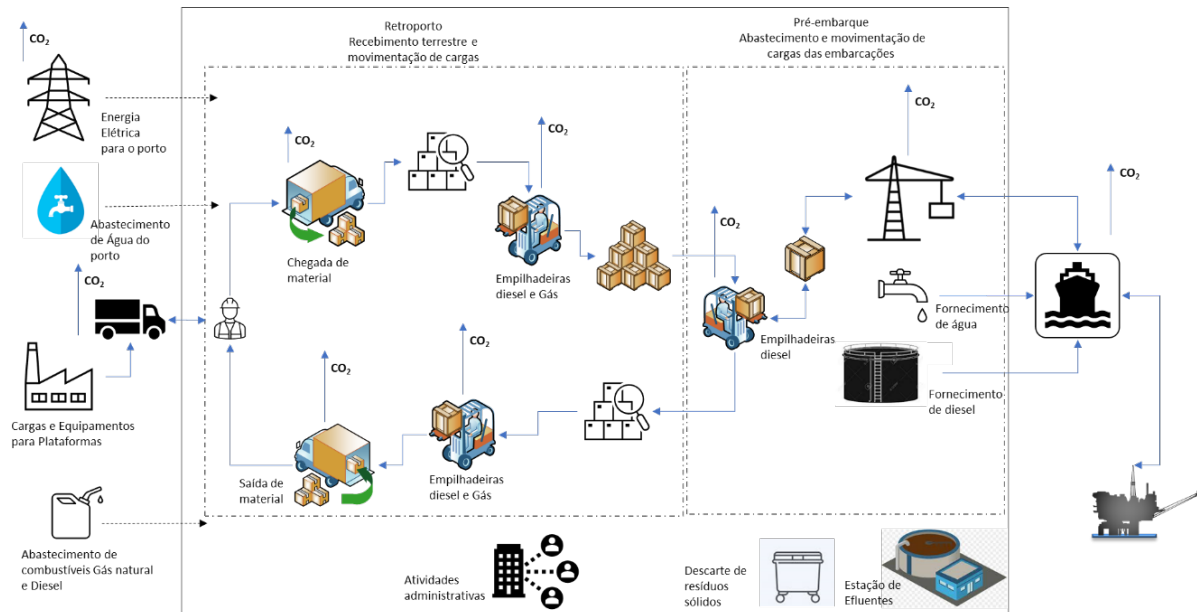 Retroporto
Recebimento terrestre e
movimentação de cargas
Pré-embarque
Abastecimento e movimentação de
cargas das embarcações
CO2
Energia
Elétrica
para o porto
Abastecimento
de Água do
porto
CO2
Cargas e Equipamentos
para Plataformas
Abastecimento de
combustíveis Gás natural
e Diesel
CO2
Chegada de
material
CO2
Empilhadeiras
diesel e Gás
CO2
Saída de
material
CO2
Empilhadeiras
diesel e Gás
CO2
Empilhadeiras
diesel
CO2
Fornecimento
de água
Fornecimento
de diesel
CO2
Atividades
administrativas
Descarte de
resíduos
sólidos
Estação de
Efluentes